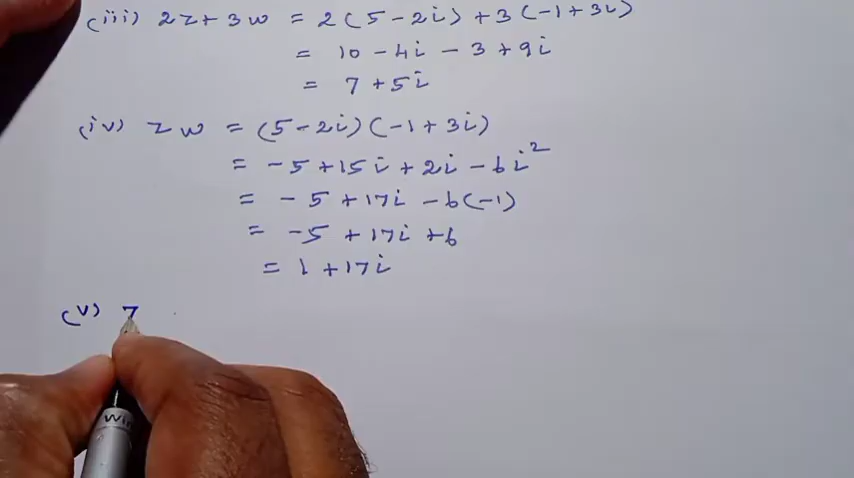 (iii) 2z + 3w = 2(5 - 2i) + 3(-1 + 3i)
= 10 - 4i - 3 + 9i
= 7 + 5i
(iv) zw = (5 - 2i)(-1 + 3i)
= -5 + 15i + 2i - 6i²
= -5 + 17i - 6(-1)
= -5 + 17i + 6
= 1 + 17i
(v) z